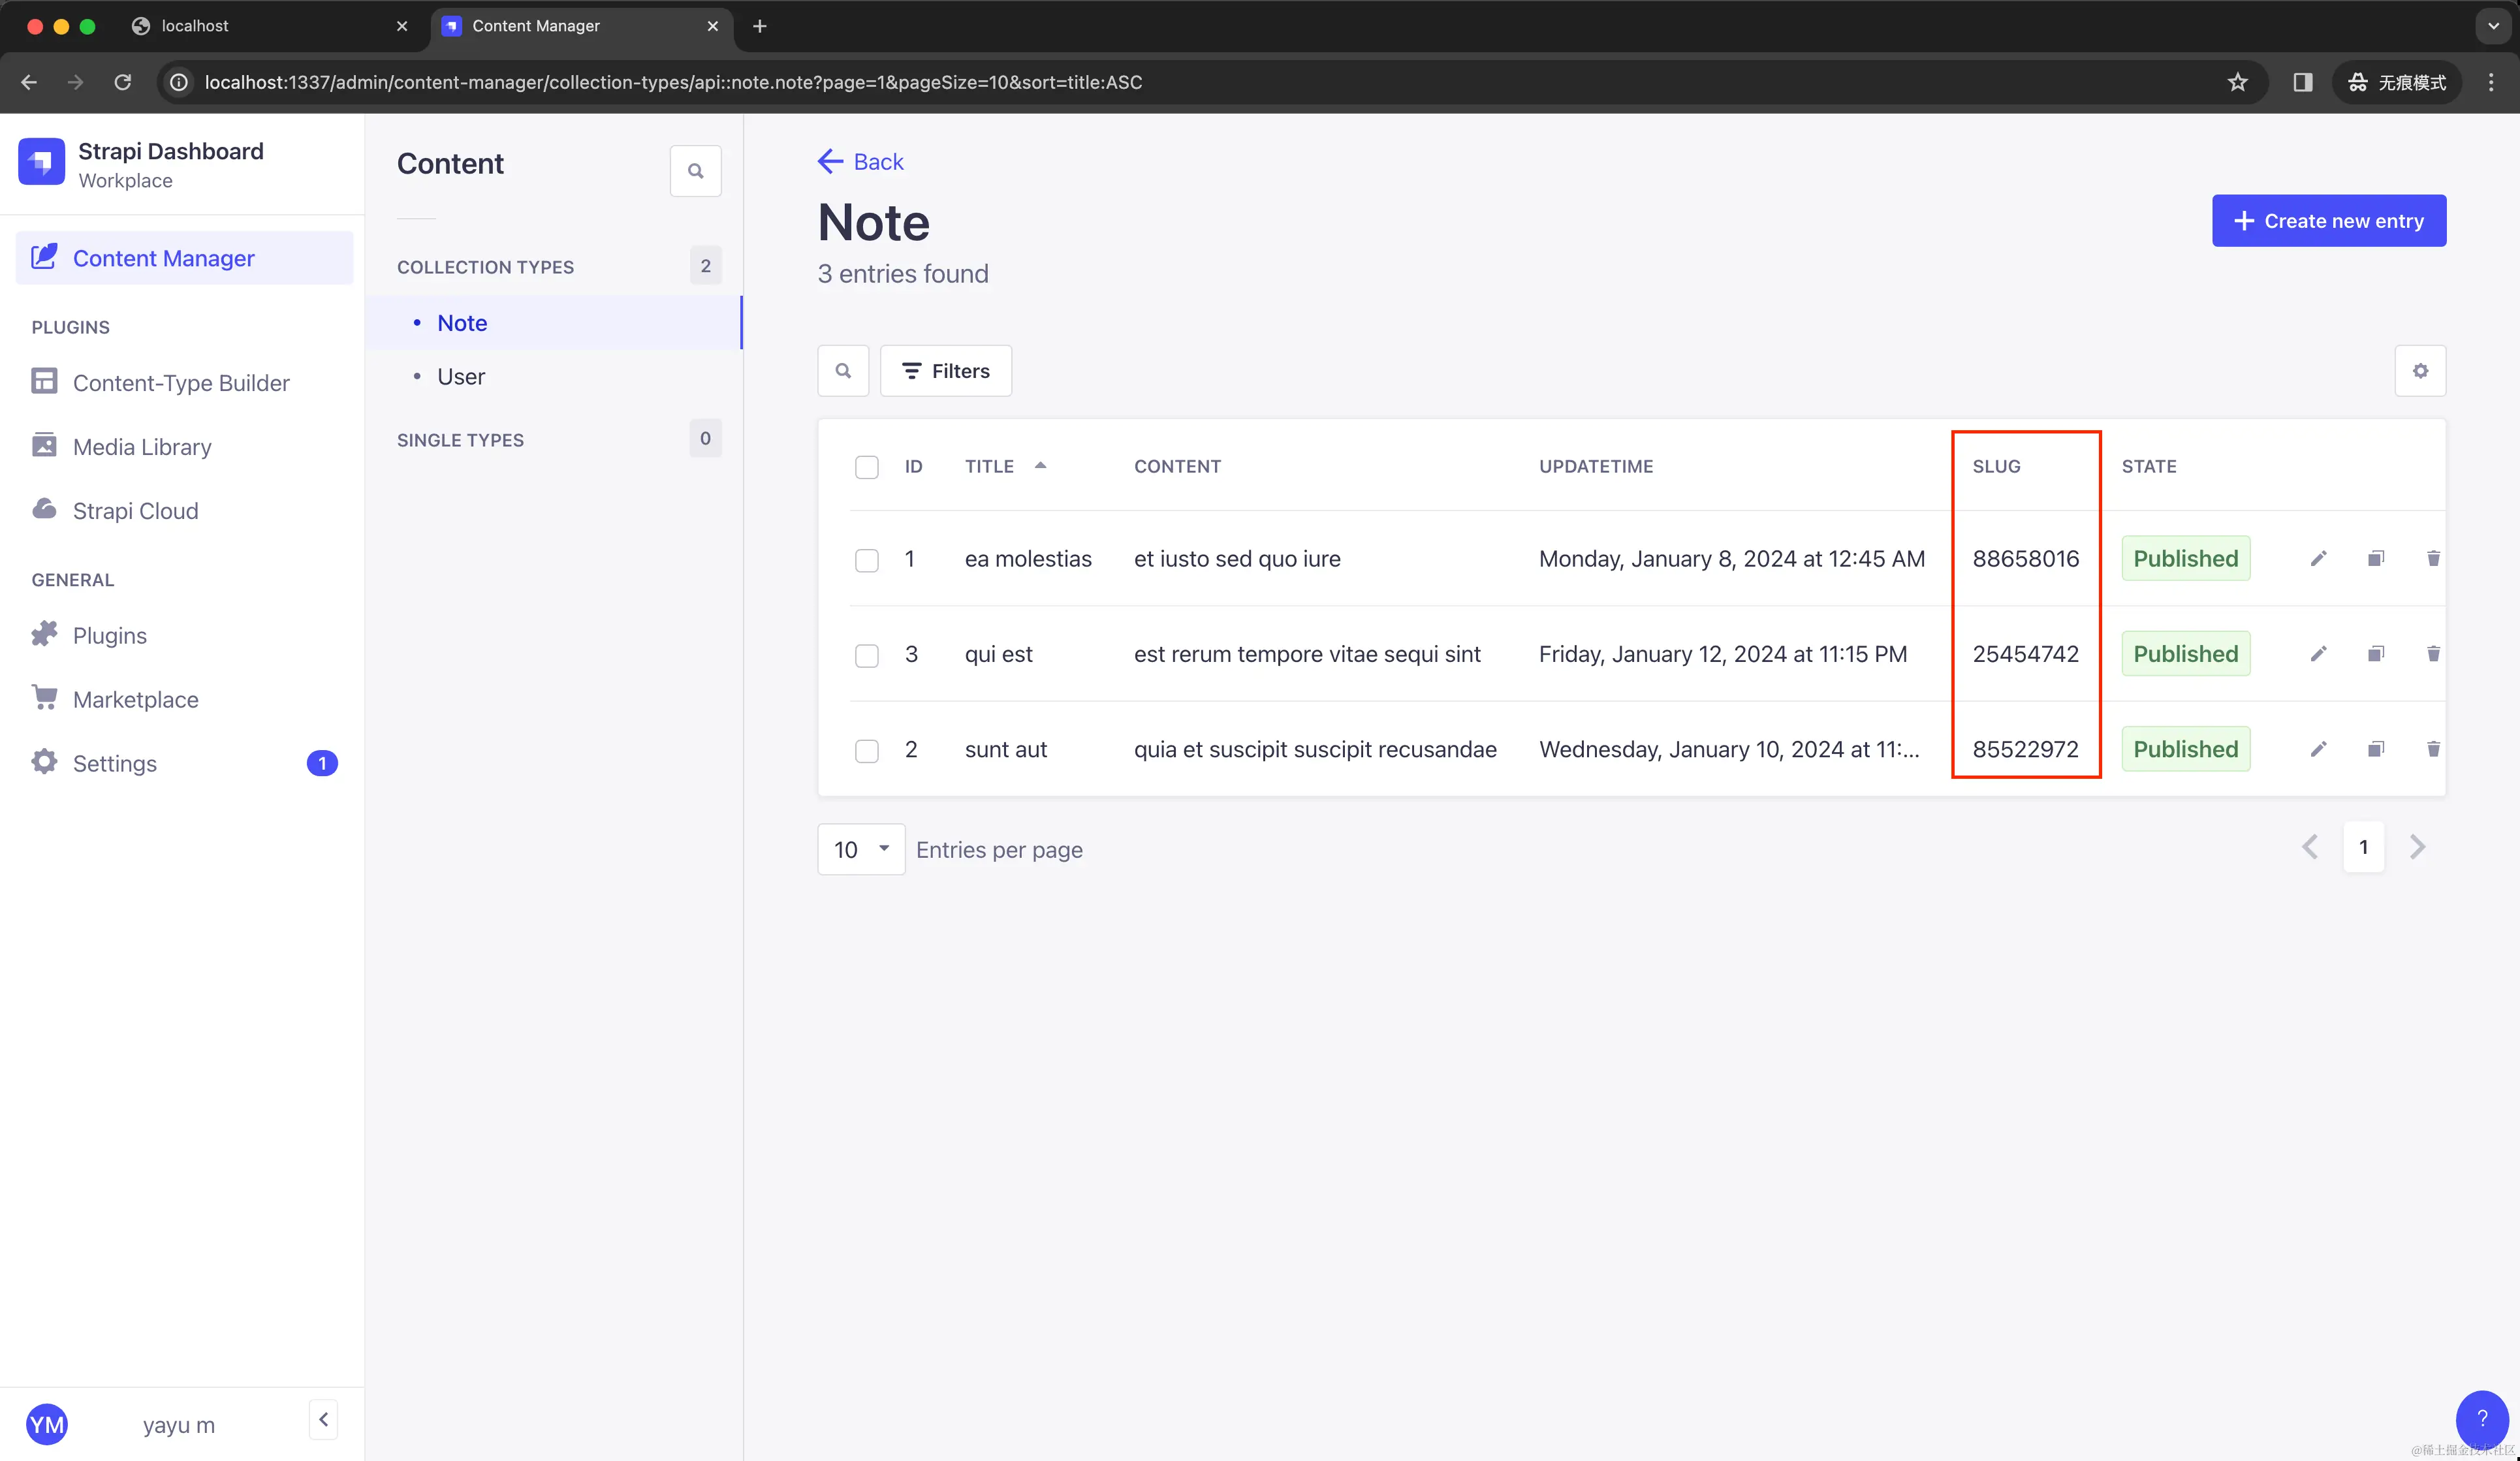 localhost
Content Manager
localhost:1337/admin/content-manager/collection-types/api::note.note?page=1&pageSize=10&sort=title:ASC
无痕模式
Strapi Dashboard
Workplace
Content Manager
PLUGINS
Content-Type Builder
Media Library
Strapi Cloud
GENERAL
Plugins
Marketplace
Settings
1
YM
yayu m
Content
COLLECTION TYPES
2
Note
User
SINGLE TYPES
0
Back
Note
Create new entry
3 entries found
Filters
ID TITLE CONTENT UPDATETIME SLUG STATE
1 ea molestias et iusto sed quo iure Monday, January 8, 2024 at 12:45 AM 88658016 Published
3 qui est est rerum tempore vitae sequi sint Friday, January 12, 2024 at 11:15 PM 25454742 Published
2 sunt aut quia et suscipit suscipit recusandae Wednesday, January 10, 2024 at 11:... 85522972 Published
10 Entries per page
1
?
@稀土掘金技术社区